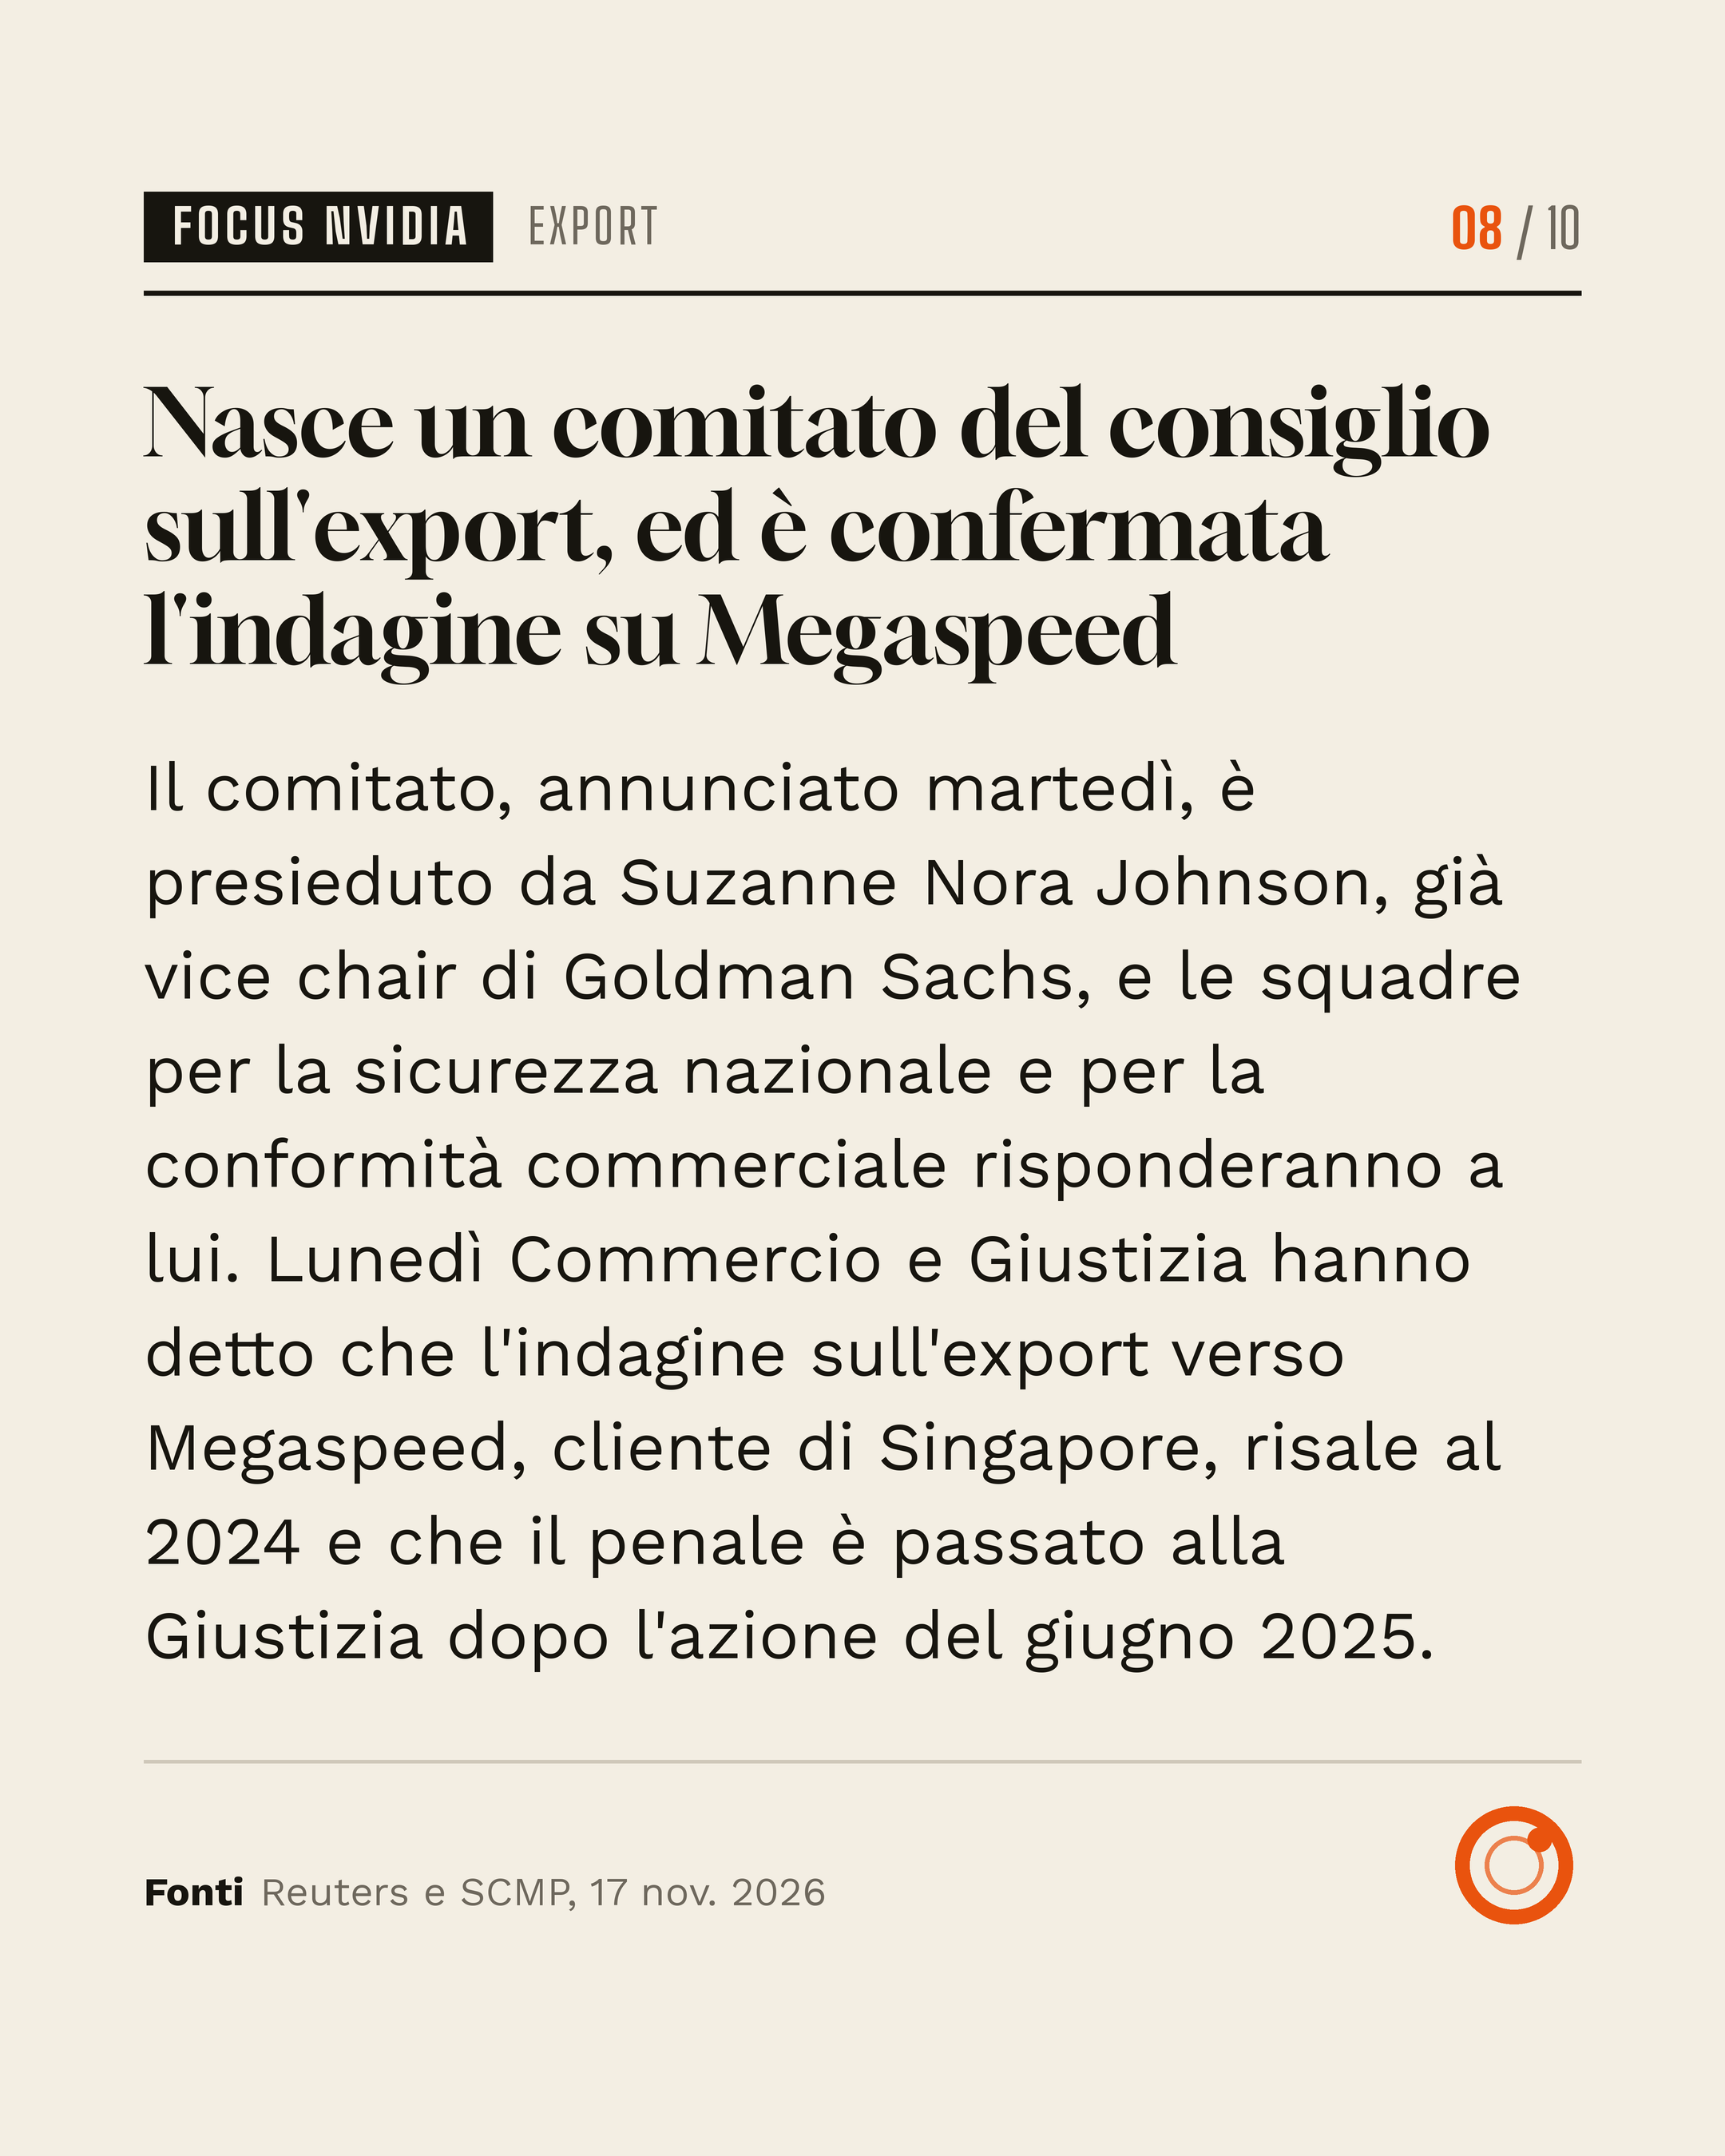 FOCUS NVIDIA EXPORT 08 / 10
Nasce un comitato del consiglio
sull'export, ed è confermata
l'indagine su Megaspeed
Il comitato, annunciato martedì, è
presieduto da Suzanne Nora Johnson, già
vice chair di Goldman Sachs, e le squadre
per la sicurezza nazionale e per la
conformità commerciale risponderanno a
lui. Lunedì Commercio e Giustizia hanno
detto che l'indagine sull'export verso
Megaspeed, cliente di Singapore, risale al
2024 e che il penale è passato alla
Giustizia dopo l'azione del giugno 2025.
Fonti Reuters e SCMP, 17 nov. 2026